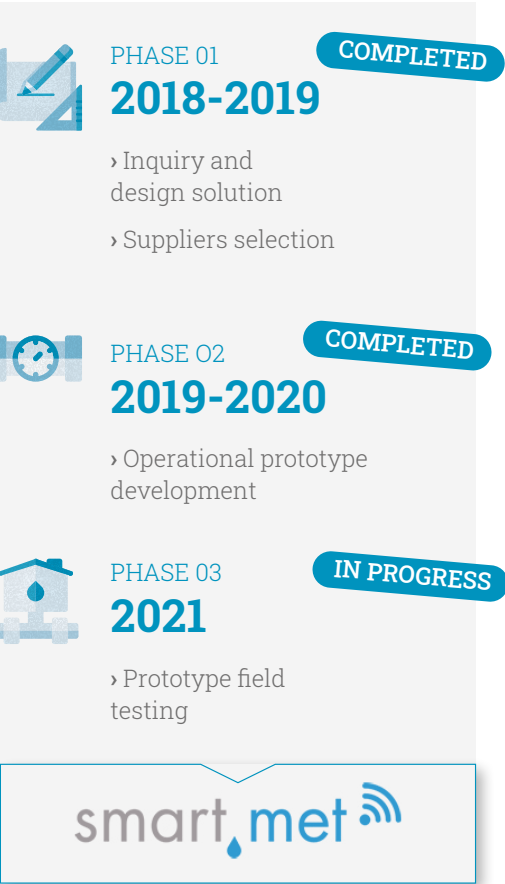 PHASE 01
COMPLETED
2018-2019
› Inquiry and
design solution
› Suppliers selection
PHASE O2
COMPLETED
2019-2020
› Operational prototype
development
PHASE 03
IN PROGRESS
2021
› Prototype field
testing
smart met